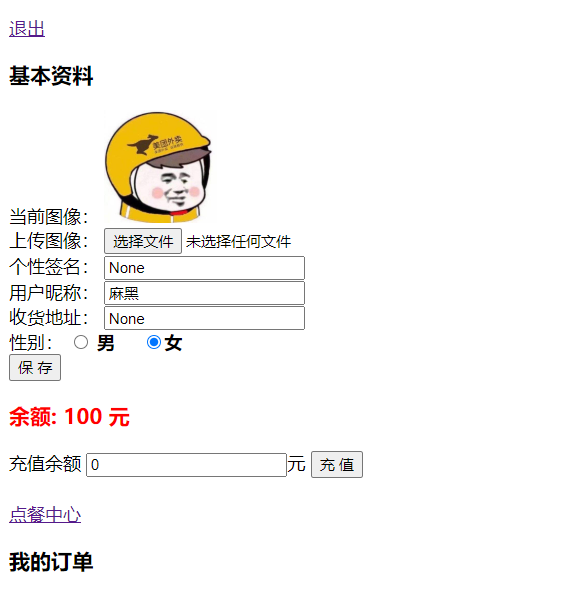 退出
基本资料
美团外卖
当前图像：
上传图像： 选择文件 未选择任何文件
个性签名： None
用户昵称： 麻黑
收货地址： None
性别： 男 女
保 存
余额: 100 元
充值余额 0 元 充 值
点餐中心
我的订单